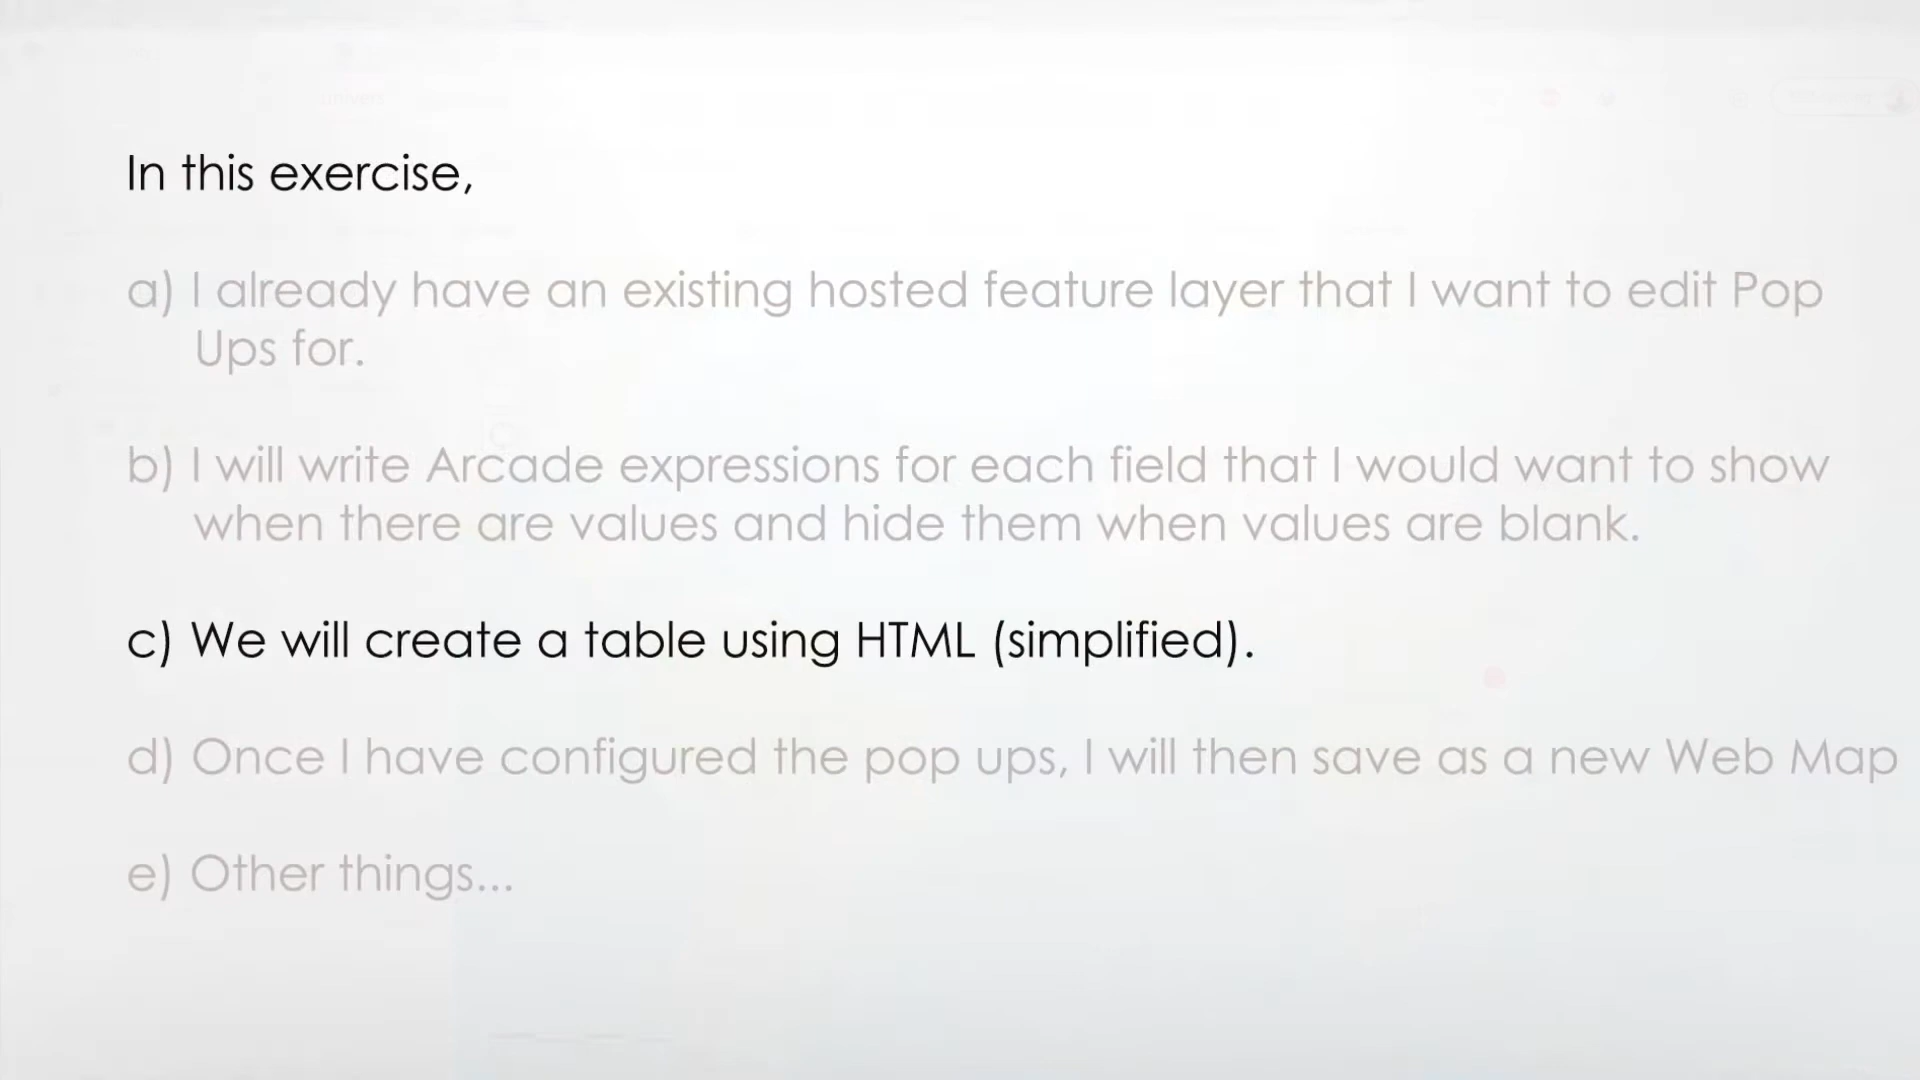 In this exercise,
a) I already have an existing hosted feature layer that I want to edit Pop
Ups for.
b) I will write Arcade expressions for each field that I would want to show
when there are values and hide them when values are blank.
c) We will create a table using HTML (simplified).
d) Once I have configured the pop ups, I will then save as a new Web Map
e) Other things...